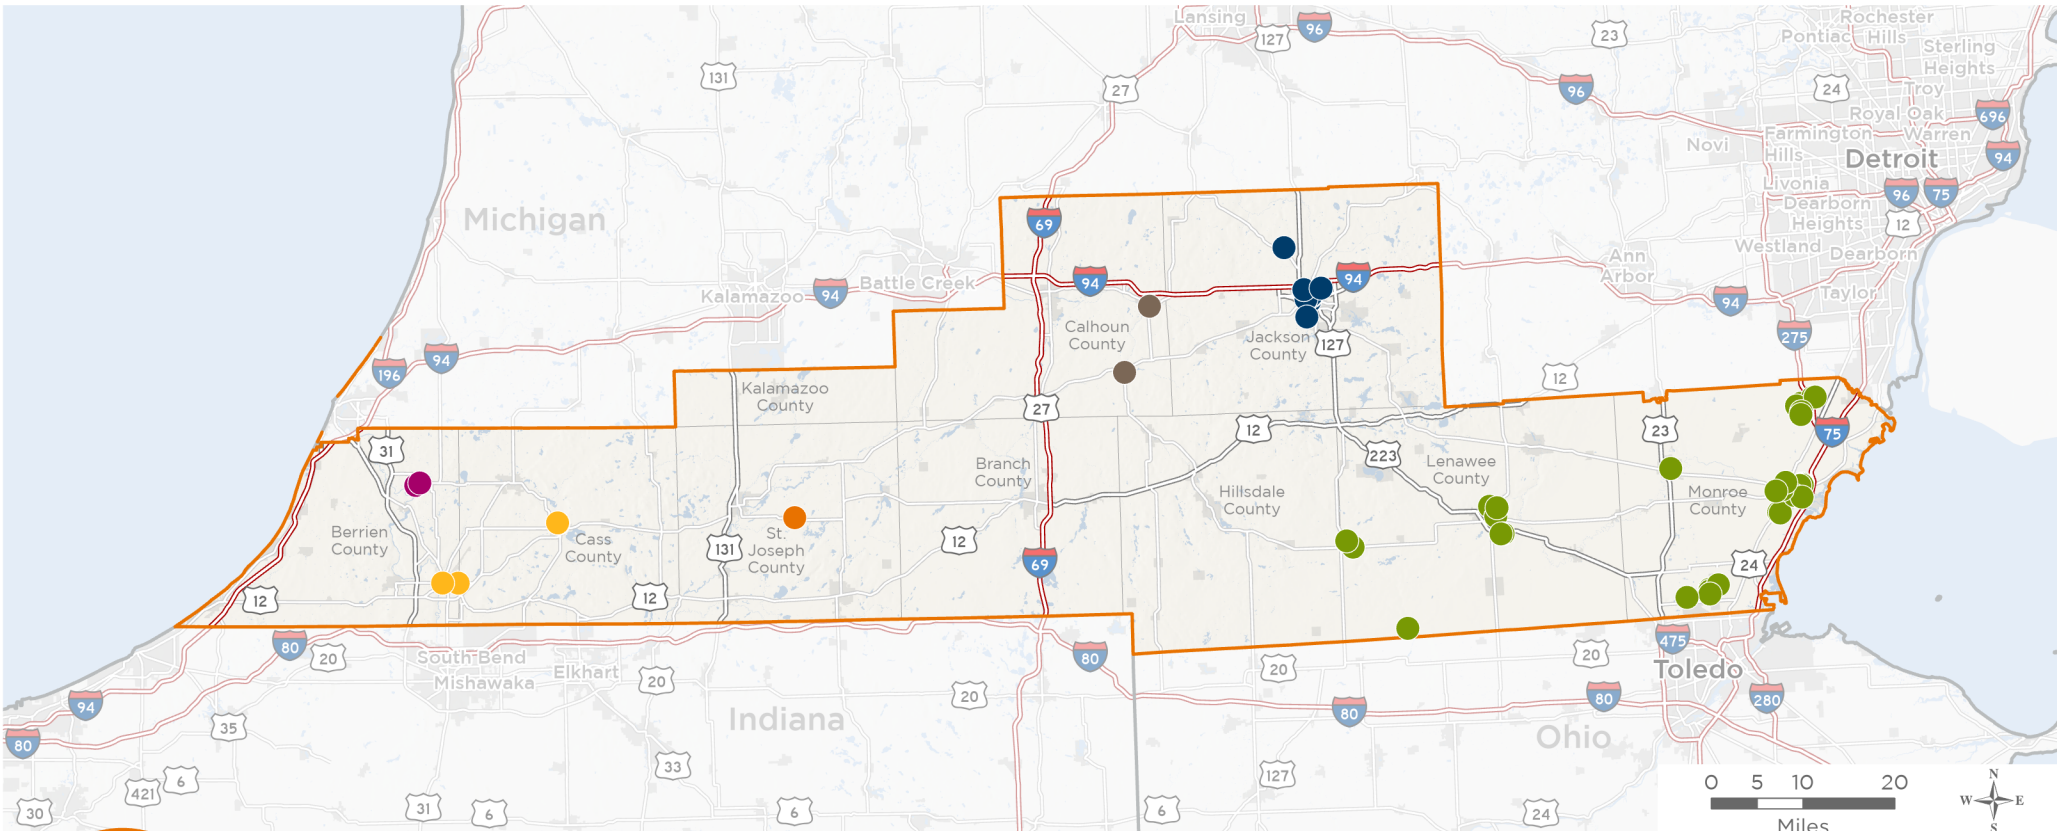 Lansing
127
96
23
Rochester
Hills
Pontiac
Sterling
Heights
131
27
96
24
Troy
Royal Oak
696
Farmington
Hills
Warren
Novi
Detroit
94
Livonia
96
75
Dearborn
Heights
12
Michigan
69
Westland
Dearborn
Ann
Arbor
Battle Creek
94
94
Kalamazoo
94
94
Taylor
Calhoun
County
Jackson
County
127
275
196
94
12
Kalamazoo
County
27
12
23
75
31
223
Branch
County
Lenawee
County
Hillsdale
County
Monroe
County
Berrien
County
Cass
County
131
St.
Joseph
County
12
69
24
12
12
80
20
South Bend
Mishawaka
Elkhart
20
80
20
20
475
Toledo
20
94
35
Indiana
80
80
280
80
Ohio
33
127
6
421
30
31
6
6
6
24
0 5 10 20
Miles
N
W E
S